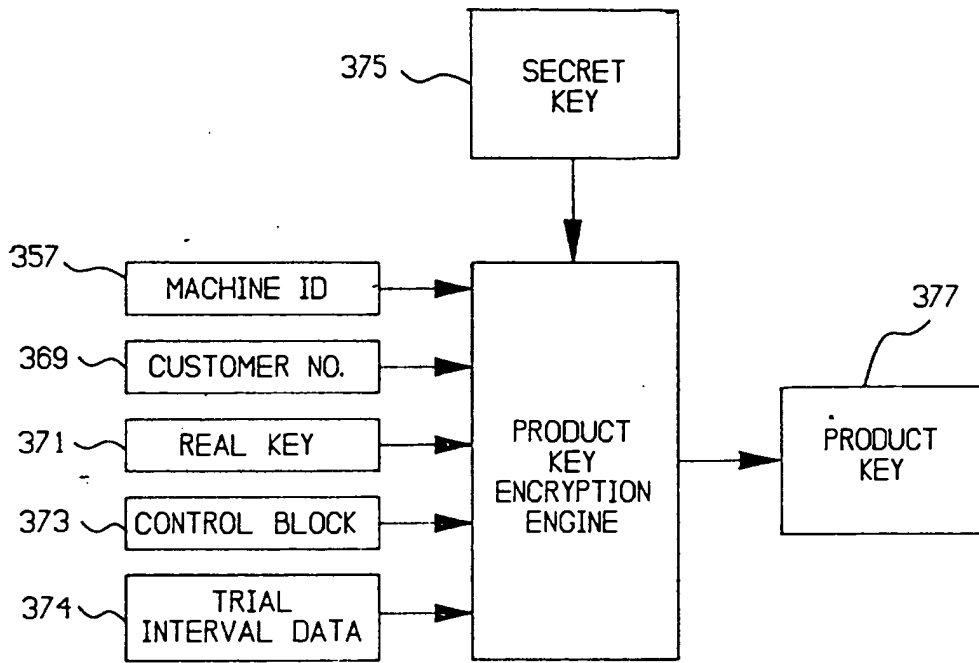 375
SECRET
KEY
357
MACHINE ID
369
CUSTOMER NO.
371
REAL KEY
373
CONTROL BLOCK
374
TRIAL
INTERVAL DATA
PRODUCT
KEY
ENCRYPTION
ENGINE
377
PRODUCT
KEY